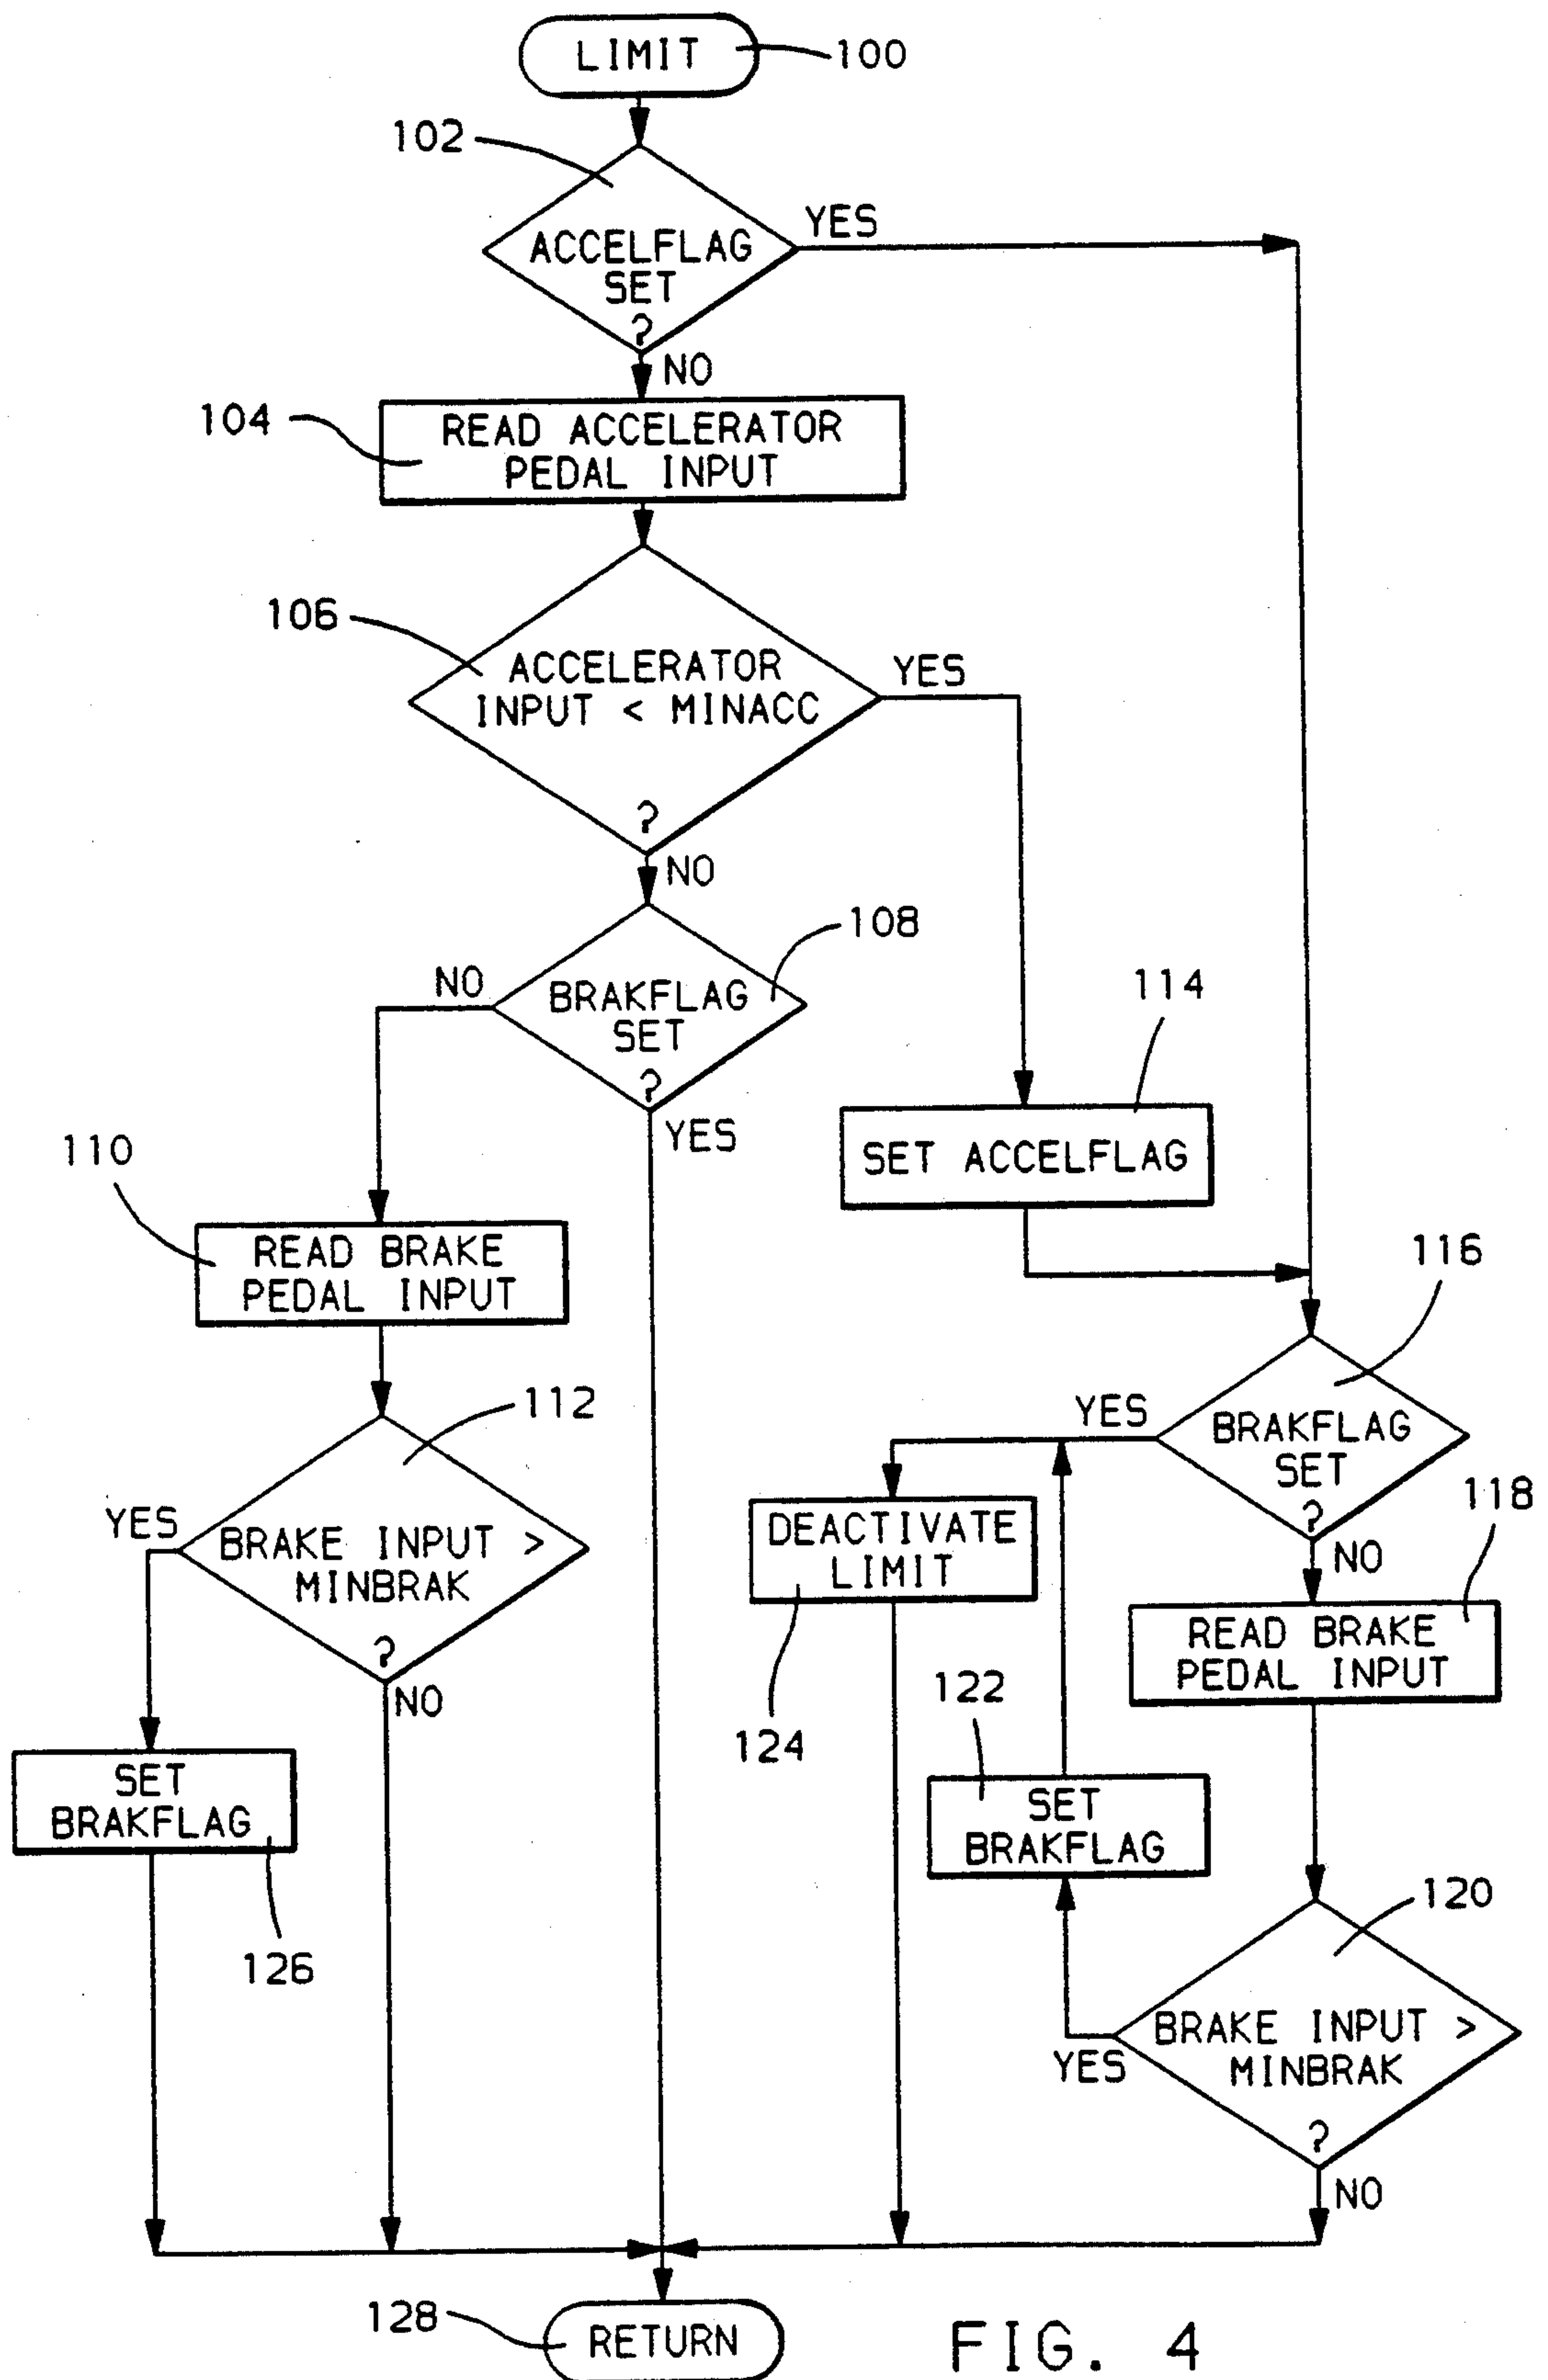 LIMIT
100
102
ACCELFLAG
SET
?
YES
NO
104
READ ACCELERATOR
PEDAL INPUT
106
ACCELERATOR
INPUT < MINACC
?
YES
NO
108
BRAKFLAG
SET
?
NO
YES
114
SET ACCELFLAG
110
READ BRAKE
PEDAL INPUT
116
BRAKFLAG
SET
?
YES
NO
112
BRAKE INPUT >
MINBRAK
?
YES
NO
DEACTIVATE
LIMIT
124
118
READ BRAKE
PEDAL INPUT
122
SET
BRAKFLAG
SET
BRAKFLAG
126
120
BRAKE INPUT >
MINBRAK
?
YES
NO
128
RETURN
FIG. 4